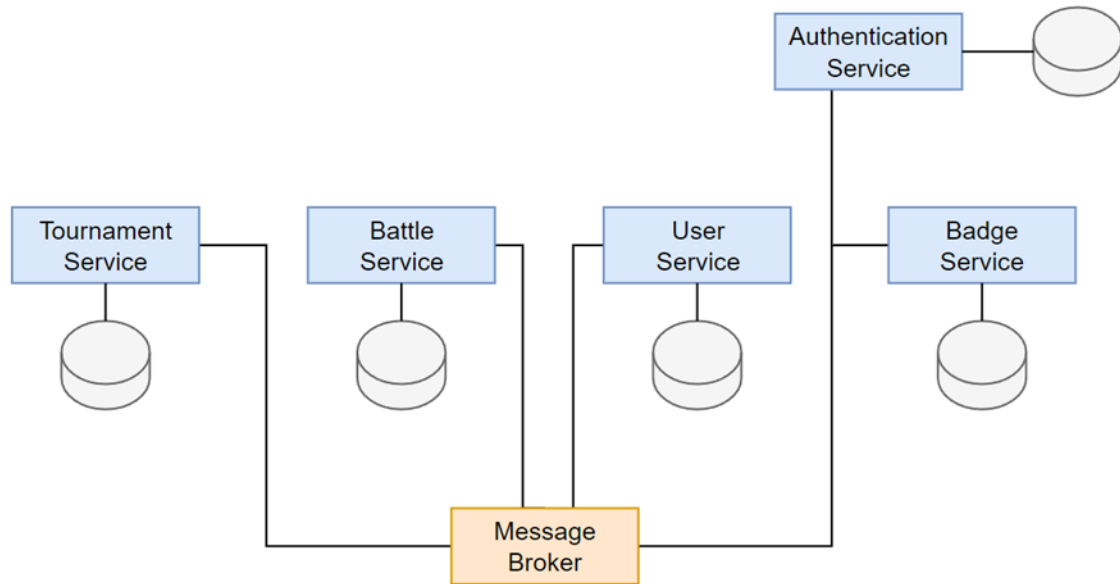 Authentication
Service
Tournament
Service
Battle
Service
User
Service
Badge
Service
Message
Broker